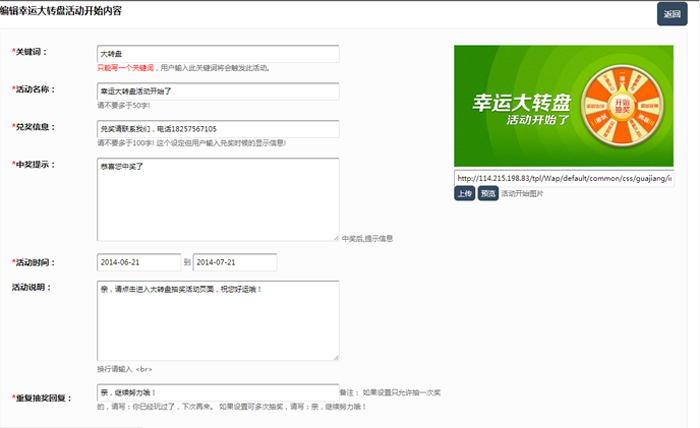 编辑幸运大转盘活动开始内容
返回
*关键词：
大转盘
只能写一个关键词，用户输入此关键词将会触发此活动。
*活动名称：
幸运大转盘活动开始了
请不要多于50字!
*兑奖信息：
兑奖请联系我们，电话18257567105
请不要多于100字! 这个设定但用户输入兑奖时候的显示信息!
*中奖提示：
恭喜您中奖了
中奖后,提示信息
幸运大转盘
活动开始了
开始
抽奖
http://114.215.198.83/tpl/Wap/default/common/css/guajiang/i
上传
预览
活动开始图片
*活动时间：
2014-06-21 到 2014-07-21
活动说明：
亲，请点击进入大转盘抽奖活动页面，祝您好运哦！
换行请输入 <br>
*重复抽奖回复：
亲，继续努力哦！
备注： 如果设置只允许抽一次奖
的，请写：你已经玩过了，下次再来。 如果设置可多次抽奖，请写：亲，继续努力哦！